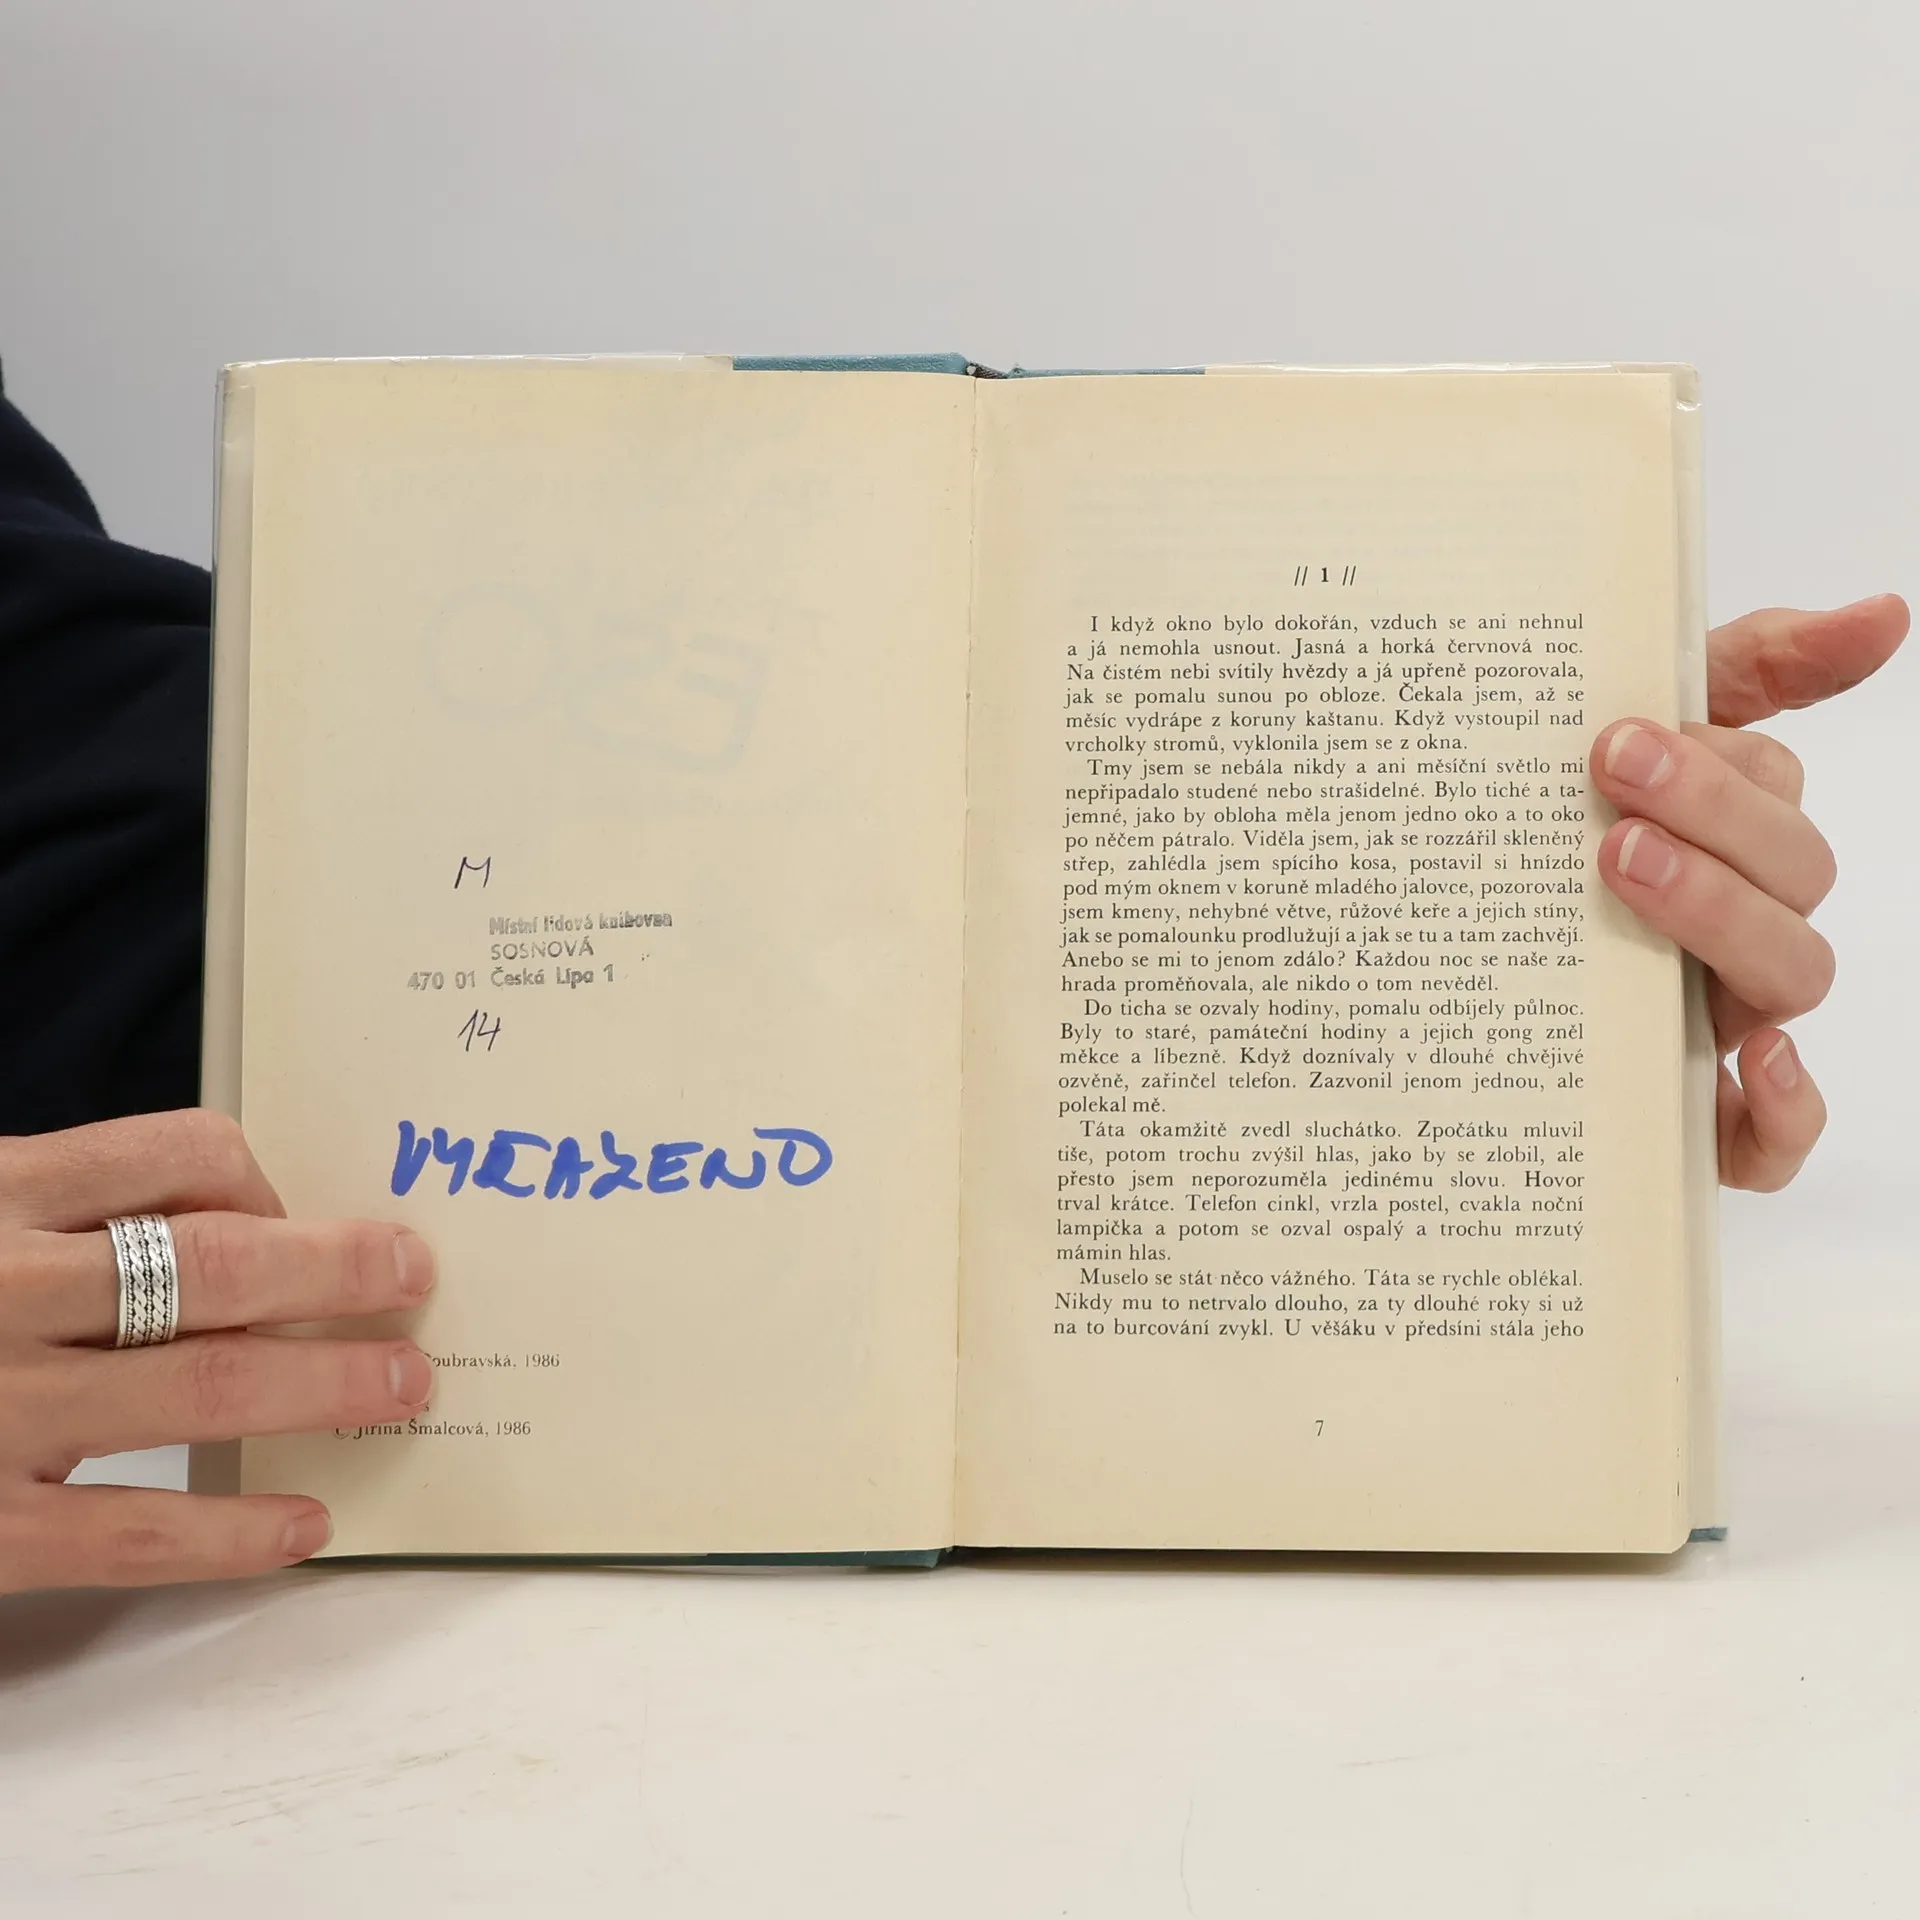 M
Místní lidová knihovna
SOSNOVÁ
470 01 Česká Lípa 1
14
VYŘAZENO
oubravská, 1986
© Jiřina Šmalcová, 1986
// 1 //
I když okno bylo dokořán, vzduch se ani nehnul
a já nemohla usnout. Jasná a horká červnová noc.
Na čistém nebi svítily hvězdy a já upřeně pozorovala,
jak se pomalu sunou po obloze. Čekala jsem, až se
měsíc vydrápe z koruny kaštanu. Když vystoupil nad
vrcholky stromů, vyklonila jsem se z okna.
Tmy jsem se nebála nikdy a ani měsíční světlo mi
nepřipadalo studené nebo strašidelné. Bylo tiché a ta-
jemné, jako by obloha měla jenom jedno oko a to oko
po něčem pátralo. Viděla jsem, jak se rozzářil skleněný
střep, zahlédla jsem spícího kosa, postavil si hnízdo
pod mým oknem v koruně mladého jalovce, pozorovala
jsem kmeny, nehybné větve, růžové keře a jejich stíny,
jak se pomalounku prodlužují a jak se tu a tam zachvějí.
Anebo se mi to jenom zdálo? Každou noc se naše za-
hrada proměňovala, ale nikdo o tom nevěděl.
Do ticha se ozvaly hodiny, pomalu odbíjely půlnoc.
Byly to staré, památeční hodiny a jejich gong zněl
měkce a líbezně. Když doznívaly v dlouhé chvějivé
ozvěně, zařinčel telefon. Zazvonil jenom jednou, ale
polekal mě.
Táta okamžitě zvedl sluchátko. Zpočátku mluvil
tiše, potom trochu zvýšil hlas, jako by se zlobil, ale
přesto jsem neporozuměla jedinému slovu. Hovor
trval krátce. Telefon cinkl, vrzla postel, cvakla noční
lampička a potom se ozval ospalý a trochu mrzutý
mámin hlas.
Muselo se stát něco vážného. Táta se rychle oblékal.
Nikdy mu to netrvalo dlouho, za ty dlouhé roky si už
na to burcování zvykl. U věšáku v předsíni stála jeho
7